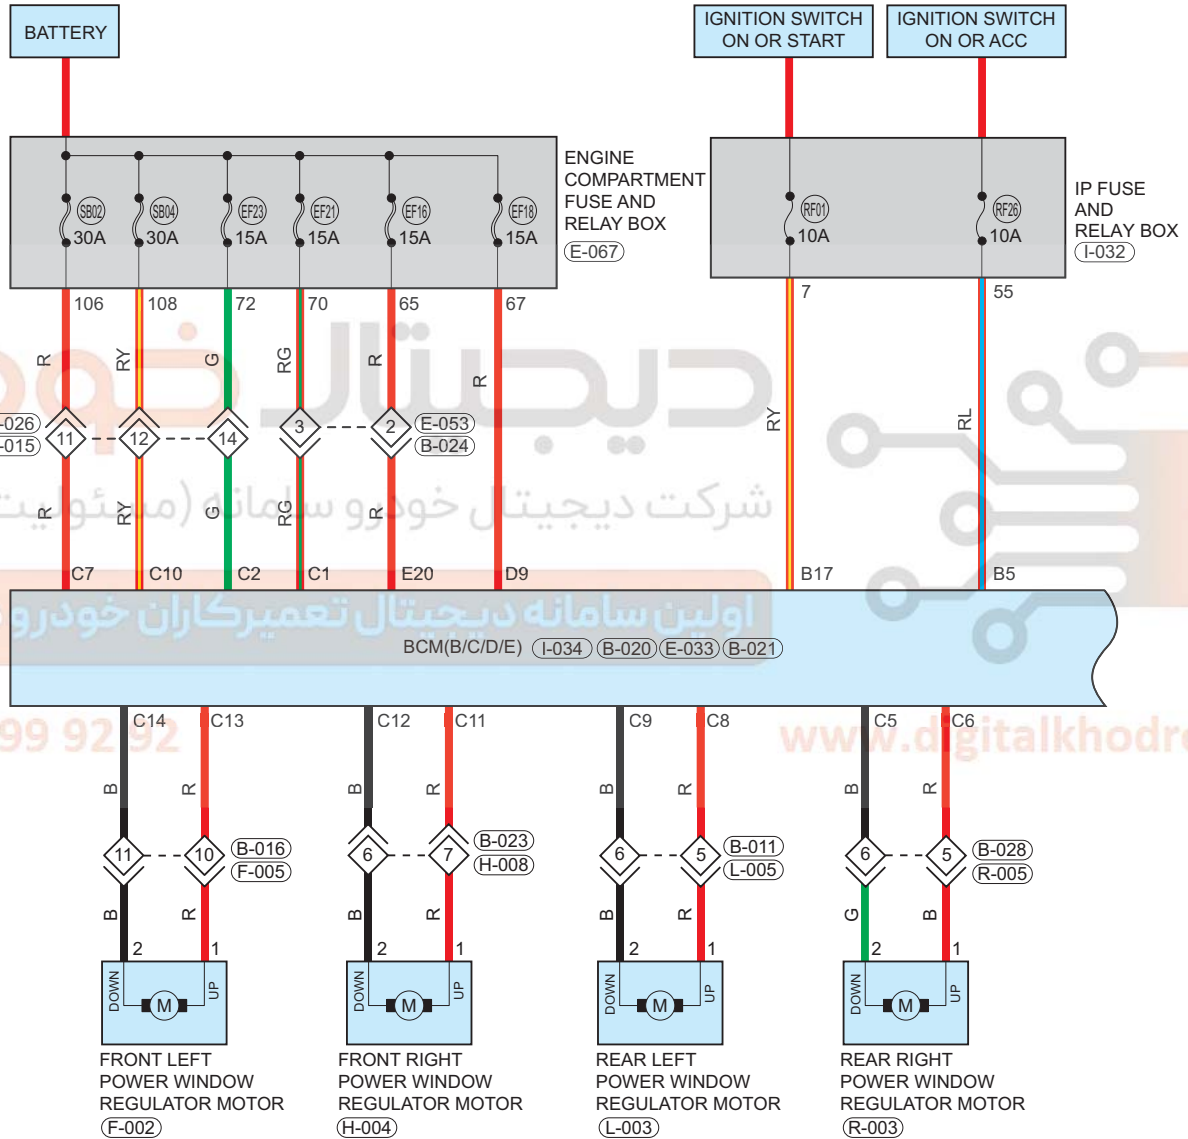 BATTERY
IGNITION SWITCH
ON OR START
IGNITION SWITCH
ON OR ACC
ENGINE
COMPARTMENT
FUSE AND
RELAY BOX
E-067
IP FUSE
AND
RELAY BOX
I-032
SB02 SB04 EF23 EF21 EF16 EF18 RF01 RF26
30A 30A 15A 15A 15A 15A 10A 10A
106 108 72 70 65 67 7 55
R RY G RG R R RY RL
دیجیتال خودرو
-026
-015
11 12 14 3 2
E-053
B-024
R RY G RG R
شرکت دیجیتال خودرو سامانه (مسئولیت
C7 C10 C2 C1 E20 D9 B17 B5
اولین سامانه دیجیتال تعمیرکاران خودرو
BCM(B/C/D/E) I-034 B-020 E-033 B-021
C14 C13 C12 C11 C9 C8 C5 C6
99 92 92
www.digitalkhodro
B R B R B R B R
11 10 6 7 6 5 6 5
B-016
F-005
B-023
H-008
B-011
L-005
B-028
R-005
B R B R B R G B
2 1 2 1 2 1 2 1
DOWN UP DOWN UP DOWN UP DOWN UP
M M M M
FRONT LEFT
POWER WINDOW
REGULATOR MOTOR
F-002
FRONT RIGHT
POWER WINDOW
REGULATOR MOTOR
H-004
REAR LEFT
POWER WINDOW
REGULATOR MOTOR
L-003
REAR RIGHT
POWER WINDOW
REGULATOR MOTOR
R-003